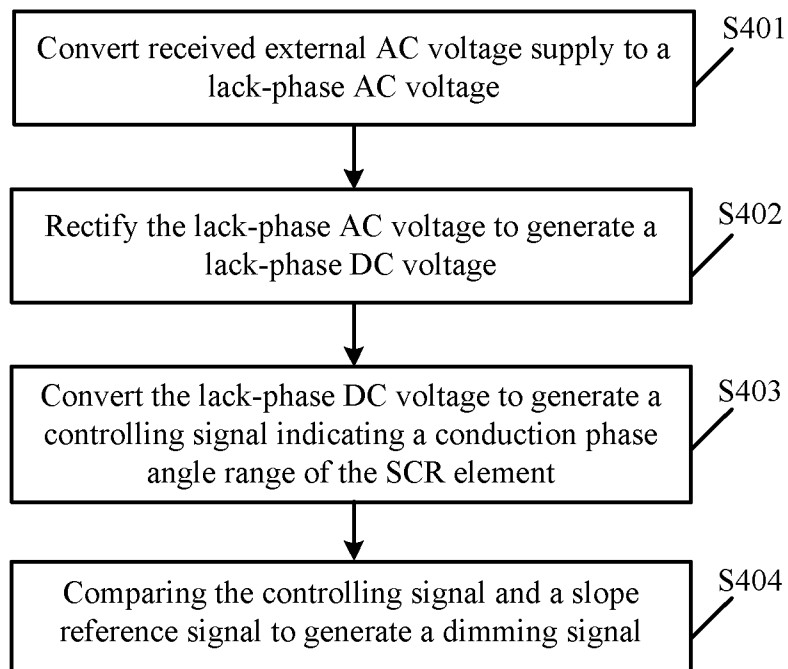 Convert received external AC voltage supply to a
lack-phase AC voltage
S401
Rectify the lack-phase AC voltage to generate a
lack-phase DC voltage
S402
Convert the lack-phase DC voltage to generate a
controlling signal indicating a conduction phase
angle range of the SCR element
S403
Comparing the controlling signal and a slope
reference signal to generate a dimming signal
S404